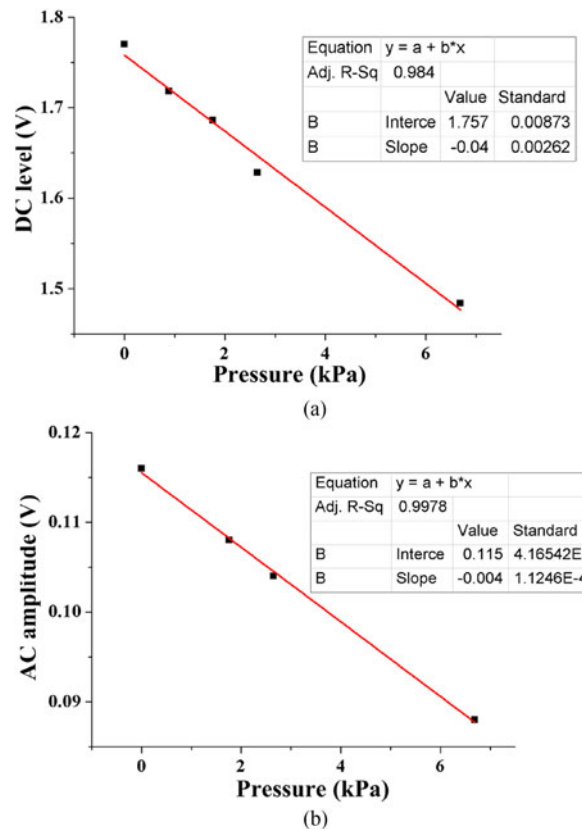 1.8
1.7
1.6
1.5
DC level (V)
Equation y = a + b*x
Adj. R-Sq 0.984
Value Standard
B Interce 1.757 0.00873
B Slope -0.04 0.00262
0 2 4 6
Pressure (kPa)
(a)
0.12
0.11
0.10
0.09
AC amplitude (V)
Equation y = a + b*x
Adj. R-Sq 0.9978
Value Standard
B Interce 0.115 4.16542E
B Slope -0.004 1.1246E-4
0 2 4 6
Pressure (kPa)
(b)